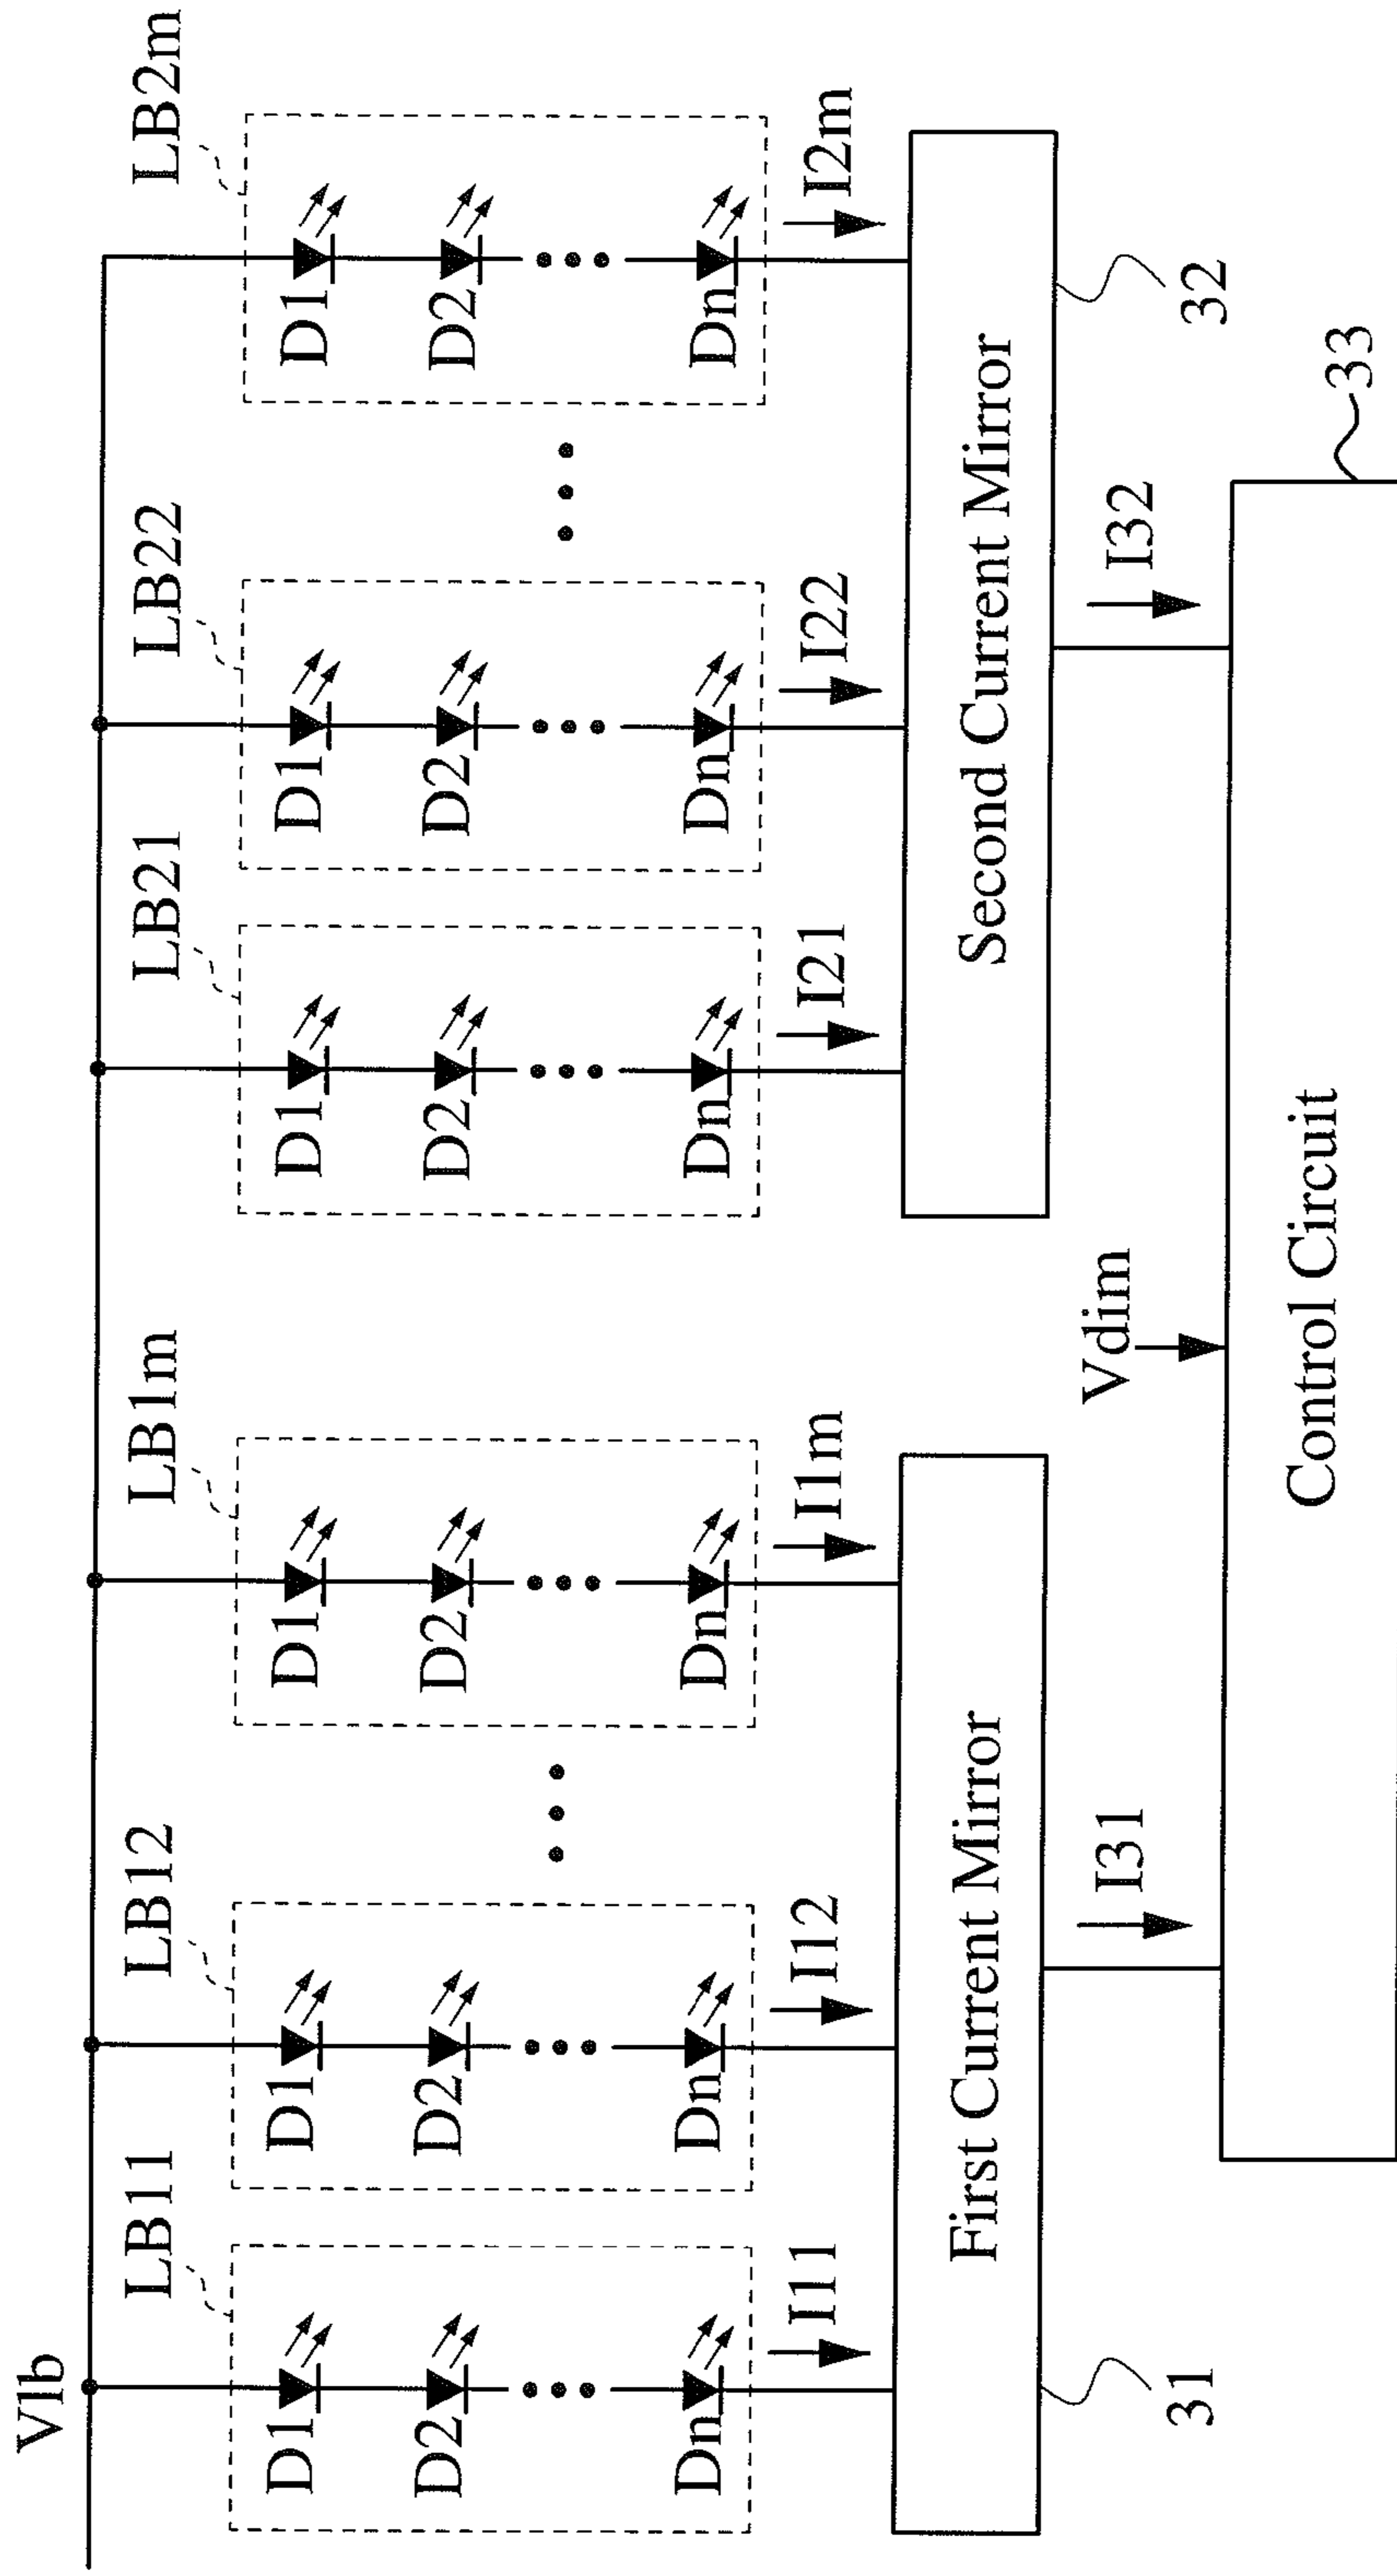 Vlb
LB11
LB12
LB1m
LB21
LB22
LB2m
D1
D1
D1
D1
D1
D1
D2
D2
D2
D2
D2
D2
Dn
Dn
Dn
Dn
Dn
Dn
I11
I12
I1m
I21
I22
I2m
First Current Mirror
Second Current Mirror
31
I31
Vdim
I32
32
Control Circuit
33